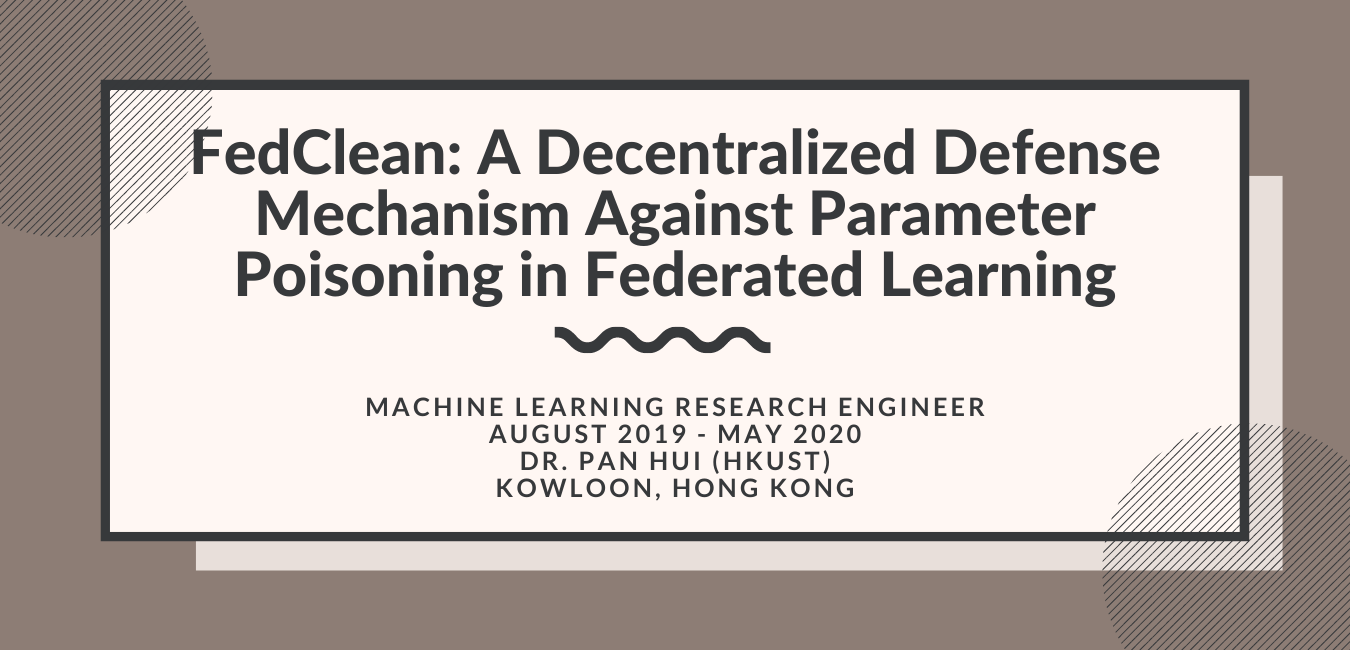 FedClean: A Decentralized Defense
Mechanism Against Parameter
Poisoning in Federated Learning
MACHINE LEARNING RESEARCH ENGINEER
AUGUST 2019 - MAY 2020
DR. PAN HUI (HKUST)
KOWLOON, HONG KONG